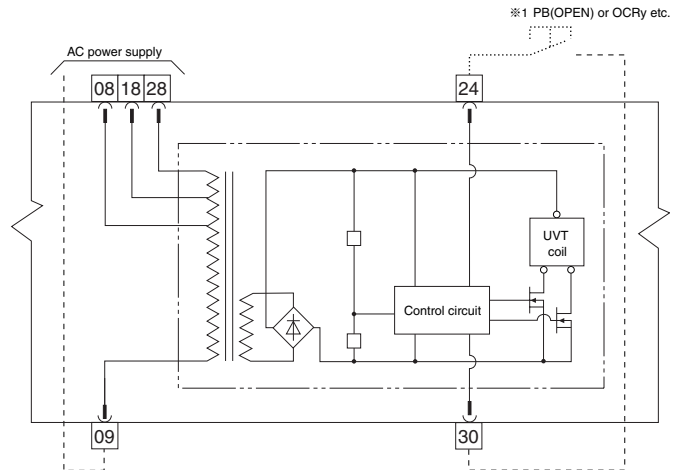 ※1 PB(OPEN) or OCRy etc.
AC power supply
08 18 28
24
UVT
coil
Control circuit
09
30